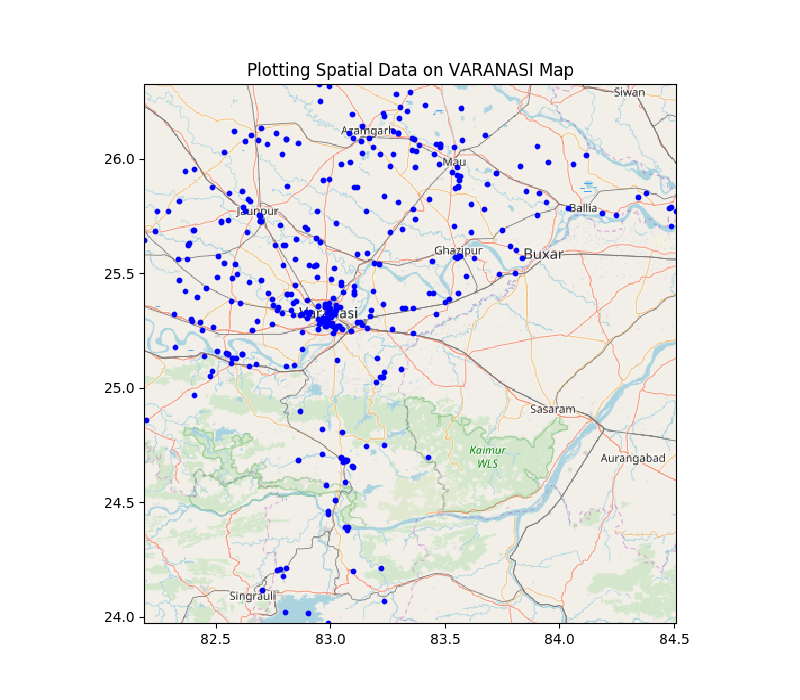 Plotting Spatial Data on VARANASI Map
Siwan
Azamgarh
26.0
Mau
Jaunpur
Ballia
Ghazipur
Buxar
25.5
Varanasi
25.0
Sasaram
Kaimur
WLS
Aurangabad
24.5
Singrauli
24.0
82.5 83.0 83.5 84.0 84.5